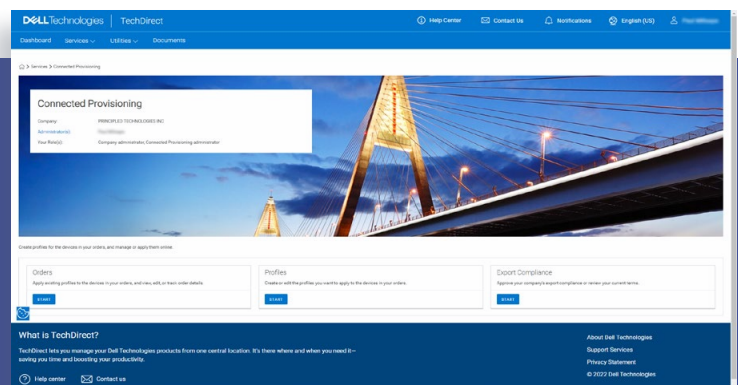 DELLTechnologies | TechDirect
Help Center
Contact Us
Notifications
English (US)
Dashboard
Services
Utilities
Documents
> Services > Connected Provisioning
Connected Provisioning
Company: PRINCIPLED TECHNOLOGIES INC
Administrator(s):
Your Role(s): Company administrator, Connected Provisioning administrator
Create profiles for the devices in your orders, and manage or apply them online.
Orders
Apply existing profiles to the devices in your orders, and view, edit, or track order details.
START
Profiles
Create or edit the profiles you want to apply to the devices in your orders.
START
Export Compliance
Approve your company's export compliance or review your current terms.
START
What is TechDirect?
TechDirect lets you manage your Dell Technologies products from one central location. It's there where and when you need it—
saving you time and boosting your productivity.
Help center
Contact us
About Dell Technologies
Support Services
Privacy Statement
© 2022 Dell Technologies